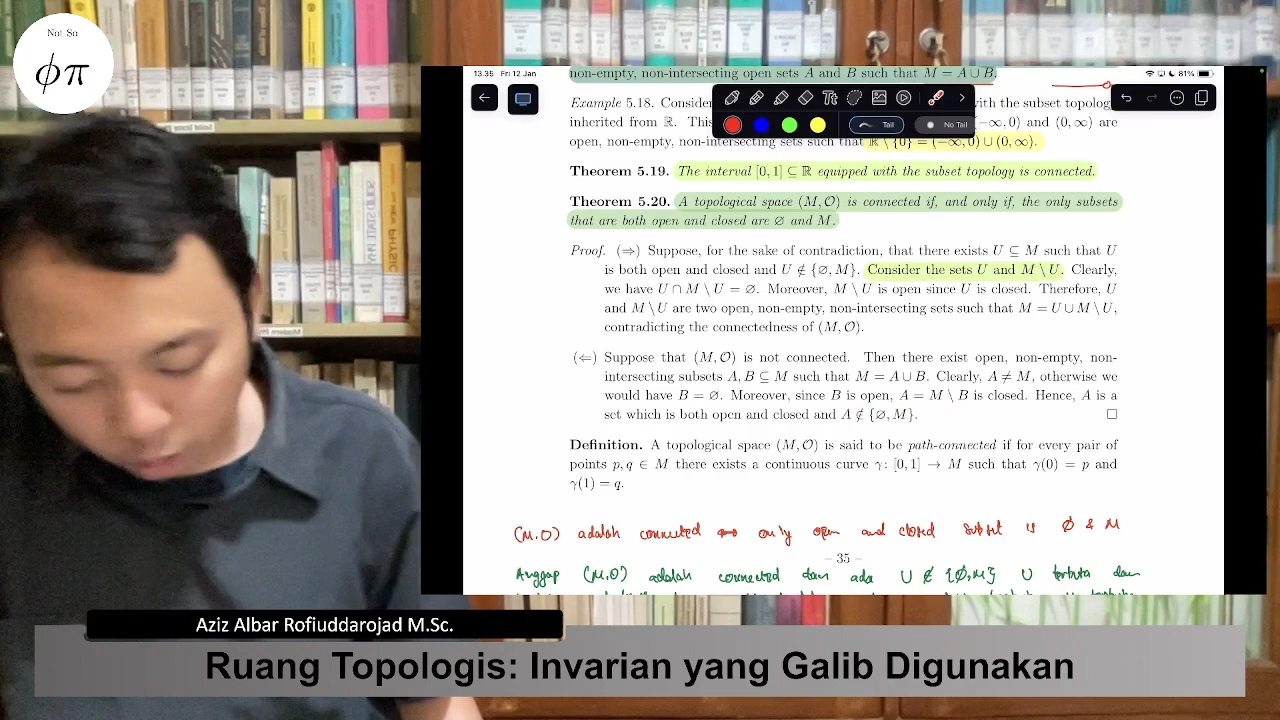 Not So
ϕπ
13.35 Fri 12 Jan
81%
non-empty, non-intersecting open sets A and B such that M = A ∪ B.
Example 5.18. Consider
with the subset topology
inherited from ℝ. This
(−∞, 0) and (0, ∞) are
open, non-empty, non-intersecting sets such that ℝ \ {0} = (−∞, 0) ∪ (0, ∞).
Tt
Tail
No Tail
Theorem 5.19. The interval [0, 1] ⊆ ℝ equipped with the subset topology is connected.
Theorem 5.20. A topological space (M, O) is connected if, and only if, the only subsets
that are both open and closed are ∅ and M.
Proof. (⇒) Suppose, for the sake of contradiction, that there exists U ⊆ M such that U
is both open and closed and U ∉ {∅, M}. Consider the sets U and M \ U. Clearly,
we have U ∩ M \ U = ∅. Moreover, M \ U is open since U is closed. Therefore, U
and M \ U are two open, non-empty, non-intersecting sets such that M = U ∪ M \ U,
contradicting the connectedness of (M, O).
(⇐) Suppose that (M, O) is not connected. Then there exist open, non-empty, non-
intersecting subsets A, B ⊆ M such that M = A ∪ B. Clearly, A ≠ M, otherwise we
would have B = ∅. Moreover, since B is open, A = M \ B is closed. Hence, A is a
set which is both open and closed and A ∉ {∅, M}. □
Definition. A topological space (M, O) is said to be path-connected if for every pair of
points p, q ∈ M there exists a continuous curve γ: [0, 1] → M such that γ(0) = p and
γ(1) = q.
(M,O) adalah connected ⟺ only open and closed subset is ∅ & M
– 35 –
Anggap (M,O) adalah connected dan ada U ∉ {∅,M} U terbuka dan
SOLID STATE
PHYSICS
Aziz Albar Rofiuddarojad M.Sc.
Ruang Topologis: Invarian yang Galib Digunakan